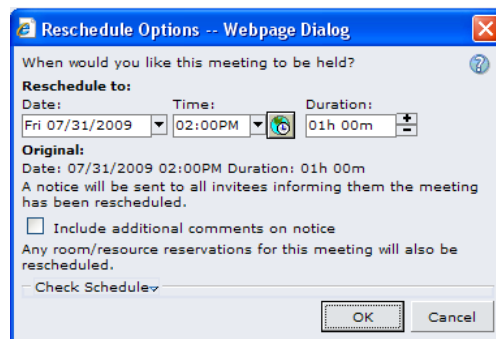 Reschedule Options -- Webpage Dialog
When would you like this meeting to be held?
Reschedule to:
Date: Time: Duration:
Fri 07/31/2009 02:00PM 01h 00m
Original:
Date: 07/31/2009 02:00PM Duration: 01h 00m
A notice will be sent to all invitees informing them the meeting
has been rescheduled.
Include additional comments on notice
Any room/resource reservations for this meeting will also be
rescheduled.
Check Schedule
OK Cancel